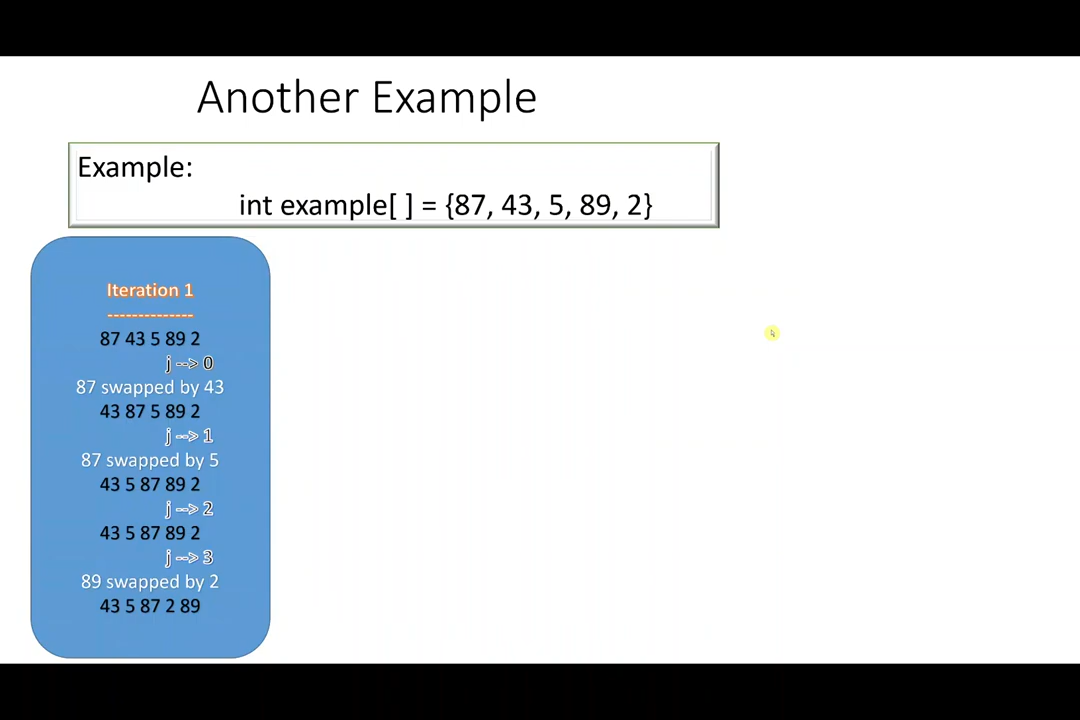 Another Example
Example:
int example[ ] = {87, 43, 5, 89, 2}
Iteration 1
--------------
87 43 5 89 2
j --> 0
87 swapped by 43
43 87 5 89 2
j --> 1
87 swapped by 5
43 5 87 89 2
j --> 2
43 5 87 89 2
j --> 3
89 swapped by 2
43 5 87 2 89